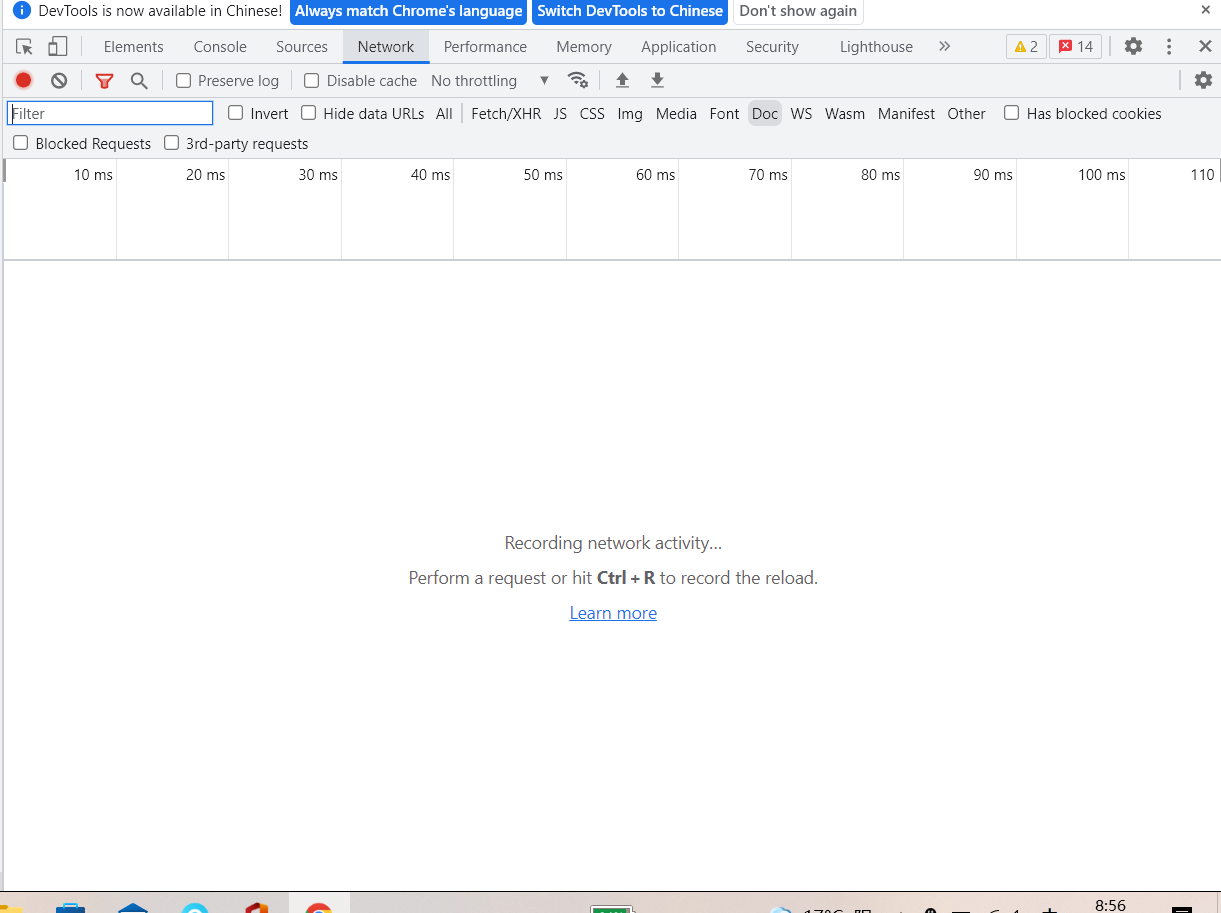 DevTools is now available in Chinese! Always match Chrome's language Switch DevTools to Chinese Don't show again
Elements Console Sources Network Performance Memory Application Security Lighthouse 2 14
Preserve log Disable cache No throttling
Filter Invert Hide data URLs All Fetch/XHR JS CSS Img Media Font Doc WS Wasm Manifest Other Has blocked cookies
Blocked Requests 3rd-party requests
10 ms 20 ms 30 ms 40 ms 50 ms 60 ms 70 ms 80 ms 90 ms 100 ms 110
Recording network activity…
Perform a request or hit Ctrl + R to record the reload.
Learn more
8:56